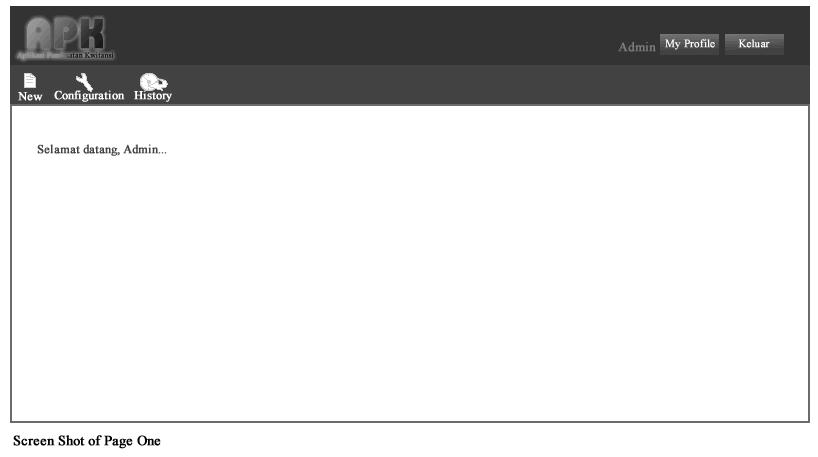 APK
Aplikasi Pembuatan Kwitansi
Admin My Profile Keluar
New Configuration History
Selamat datang, Admin...
Screen Shot of Page One